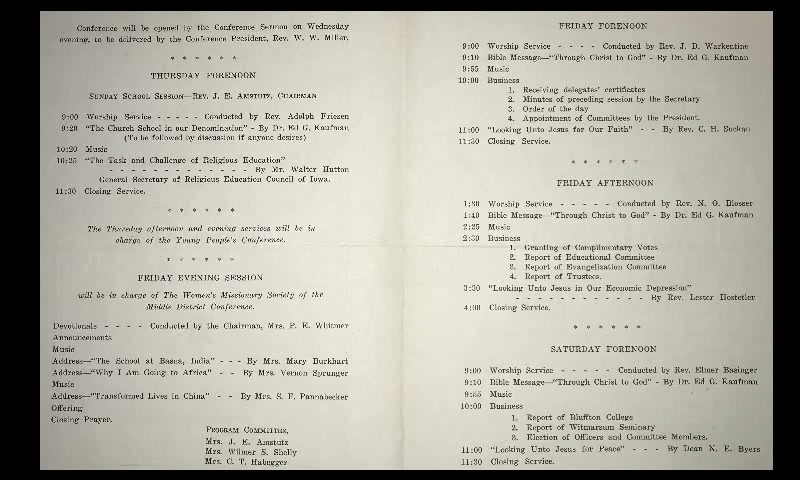 Conference will be opened by the Conference Sermon on Wednesday
evening, to be delivered by the Conference President, Rev. W. W. Miller.
* * * * * *
THURSDAY FORENOON
SUNDAY SCHOOL SESSION—REV. J. E. AMSTUTZ, CHAIRMAN
9:00 Worship Service - - - - - Conducted by Rev. Adolph Friesen
9:20 "The Church School in our Denomination" - By Dr. Ed G. Kaufman
(To be followed by discussion if anyone desires)
10:20 Music
10:25 "The Task and Challenge of Religious Education"
- - - - - - - - - - - - - By Mr. Walter Hutton
General Secretary of Religious Education Council of Iowa.
11:30 Closing Service.
* * * * * *
The Thursday afternoon and evening services will be in
charge of the Young People's Conference.
* * * * * *
FRIDAY EVENING SESSION
will be in charge of The Women's Missionary Society of the
Middle District Conference.
Devotionals - - - - Conducted by the Chairman, Mrs. P. E. Whitmer
Announcements
Music
Address—"The School at Basna, India" - - - By Mrs. Mary Burkhart
Address—"Why I Am Going to Africa" - - By Mrs. Vernon Sprunger
Music
Address—"Transformed Lives in China" - - By Mrs. S. F. Pannabecker
Offering
Closing Prayer.
PROGRAM COMMITTEE,
Mrs. J. E. Amstutz
Mrs. Wilmer S. Shelly
Mrs. C. T. Habegger
FRIDAY FORENOON
9:00 Worship Service - - - - Conducted by Rev. J. D. Warkentine
9:10 Bible Message—"Through Christ to God" - By Dr. Ed G. Kaufman
9:55 Music
10:00 Business
1. Receiving delegates' certificates
2. Minutes of preceding session by the Secretary
3. Order of the day
4. Appointment of Committees by the President.
11:00 "Looking Unto Jesus for Our Faith" - - By Rev. C. H. Suckau
11:30 Closing Service.
* * * * * *
FRIDAY AFTERNOON
1:30 Worship Service - - - - - Conducted by Rev. N. O. Blosser
1:40 Bible Message—"Through Christ to God" - By Dr. Ed G. Kaufman
2:25 Music
2:30 Business
1. Granting of Complimentary Votes
2. Report of Educational Committee
3. Report of Evangelization Committee
4. Report of Trustees.
3:30 "Looking Unto Jesus in Our Economic Depression"
- - - - - - - - - - - - By Rev. Lester Hostetler
4:00 Closing Service.
* * * * * *
SATURDAY FORENOON
9:00 Worship Service - - - - - Conducted by Rev. Elmer Basinger
9:10 Bible Message—"Through Christ to God" - By Dr. Ed G. Kaufman
9:55 Music
10:00 Business
1. Report of Bluffton College
2. Report of Witmarsum Seminary
3. Election of Officers and Committee Members.
11:00 "Looking Unto Jesus for Peace" - - - By Dean N. E. Byers
11:30 Closing Service.